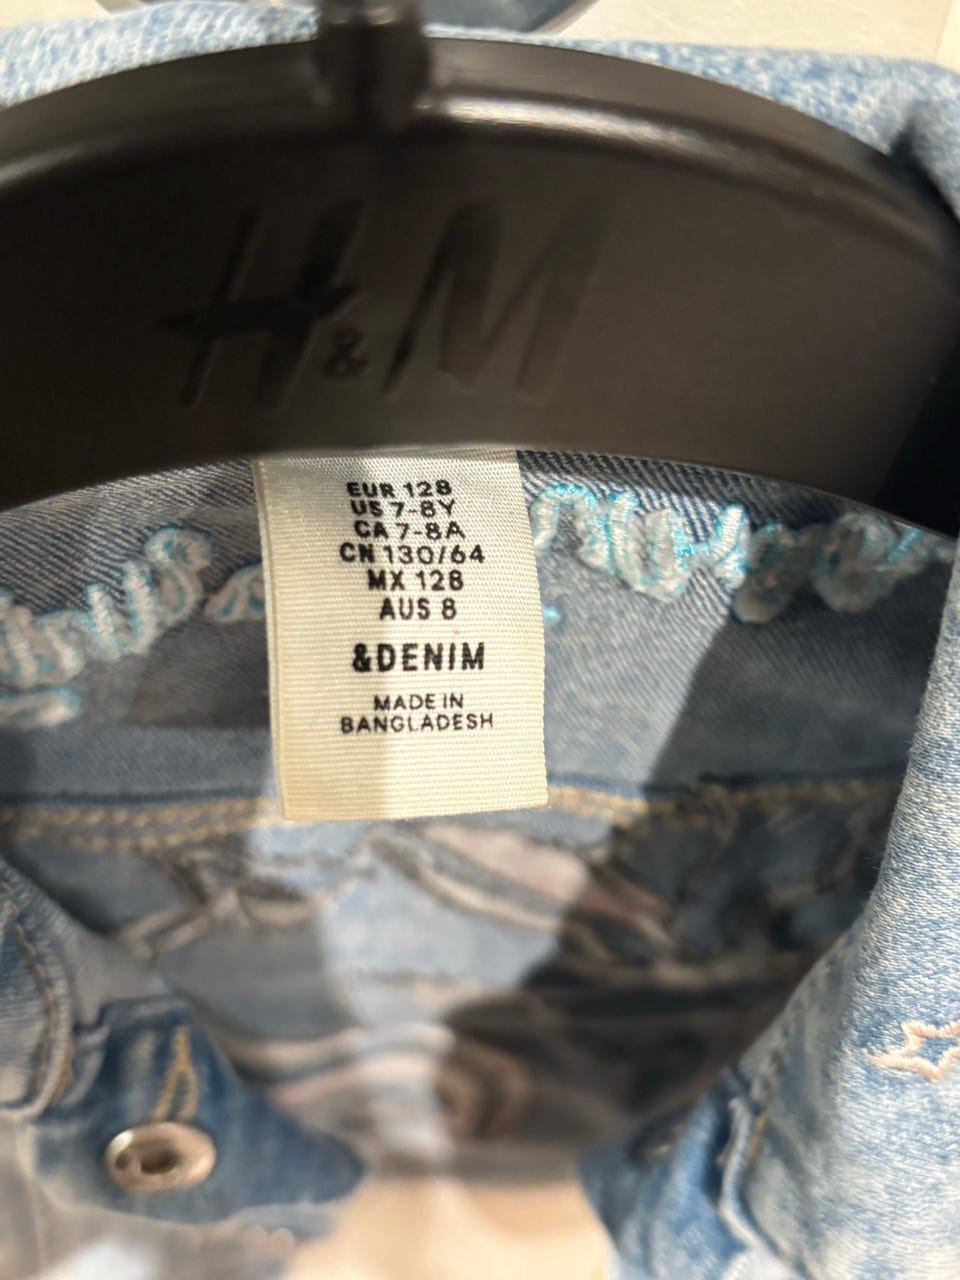 H&M
EUR 128
US 7-8Y
CA 7-8A
CN 130/64
MX 128
AUS 8
&DENIM
MADE IN
BANGLADESH